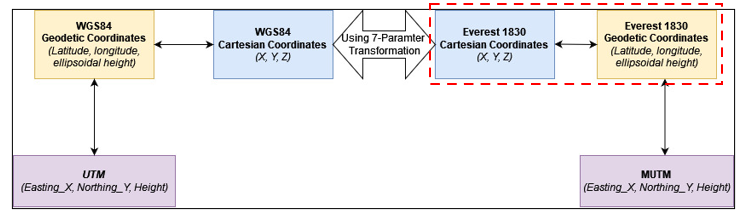 WGS84
Geodetic Coordinates
(Latitude, longitude,
ellipsoidal height)
WGS84
Cartesian Coordinates
(X, Y, Z)
Using 7-Paramter
Transformation
Everest 1830
Cartesian Coordinates
(X, Y, Z)
Everest 1830
Geodetic Coordinates
(Latitude, longitude,
ellipsoidal height)
UTM
(Easting_X, Northing_Y, Height)
MUTM
(Easting_X, Northing_Y, Height)